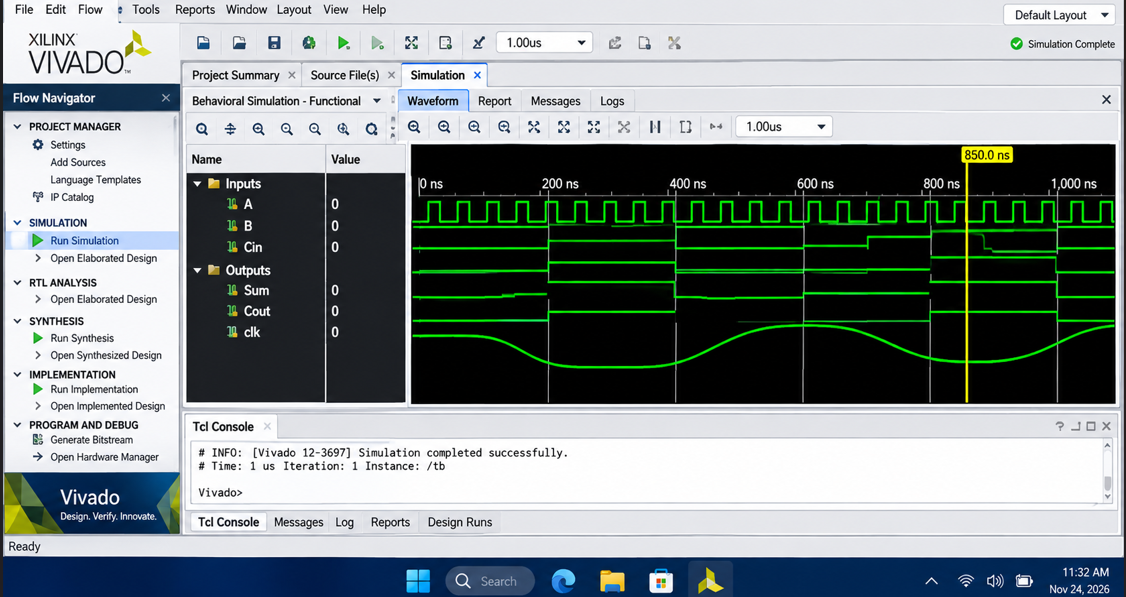 File Edit Flow Tools Reports Window Layout View Help
Default Layout
XILINX
VIVADO™
1.00us
Simulation Complete
Flow Navigator
Project Summary
Source File(s)
Simulation
Behavioral Simulation - Functional
Waveform
Report
Messages
Logs
1.00us
PROJECT MANAGER
Settings
Add Sources
Language Templates
IP Catalog
SIMULATION
Run Simulation
Open Elaborated Design
RTL ANALYSIS
Open Elaborated Design
SYNTHESIS
Run Synthesis
Open Synthesized Design
IMPLEMENTATION
Run Implementation
Open Implemented Design
PROGRAM AND DEBUG
Generate Bitstream
Open Hardware Manager
Vivado
Design. Verify. Innovate.
Name Value
Inputs
A 0
B 0
Cin 0
Outputs
Sum 0
Cout 0
clk 0
850.0 ns
0 ns 200 ns 400 ns 600 ns 800 ns 1,000 ns
Tcl Console
# INFO: [Vivado 12-3697] Simulation completed successfully.
# Time: 1 us Iteration: 1 Instance: /tb
Vivado>
Tcl Console Messages Log Reports Design Runs
Ready
Search
11:32 AM
Nov 24, 2026